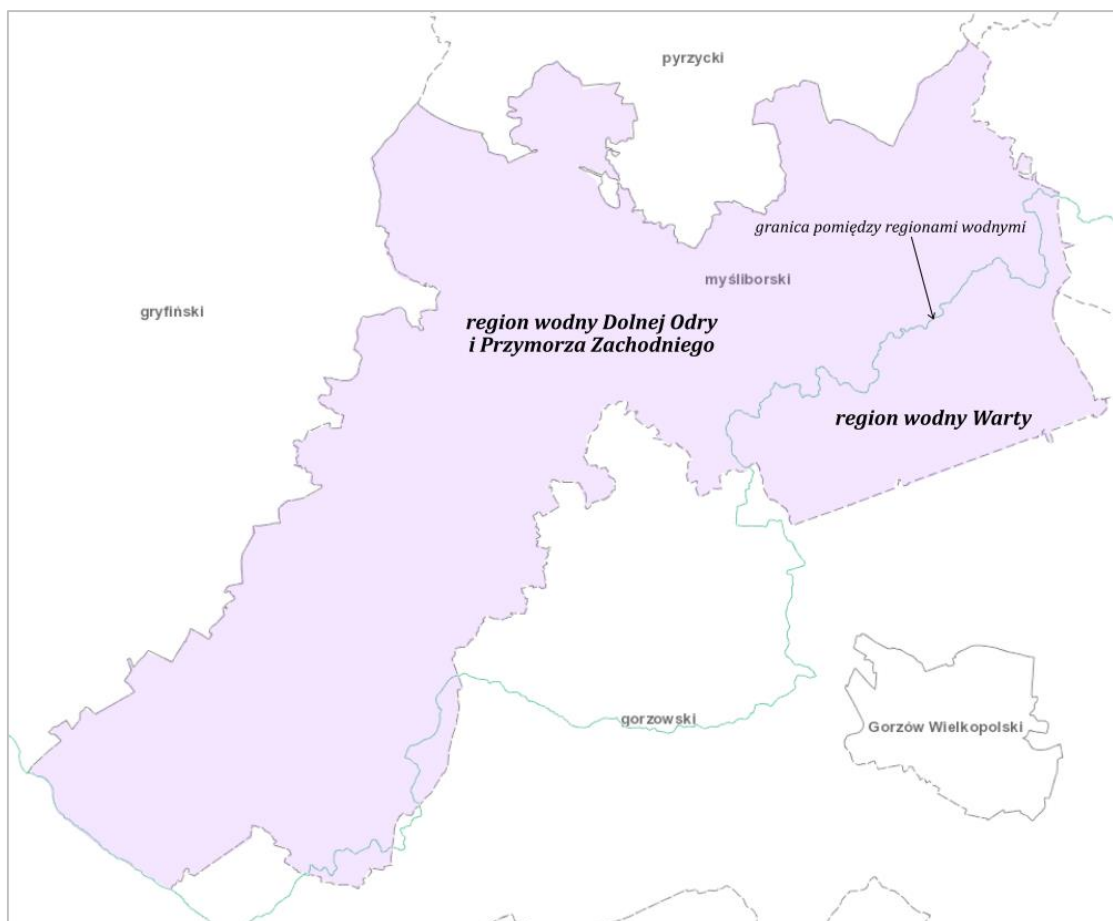 pyrzycki
granica pomiędzy regionami wodnymi
myśliborski
gryfiński
region wodny Dolnej Odry
i Przymorza Zachodniego
region wodny Warty
gorzowski
Gorzów Wielkopolski